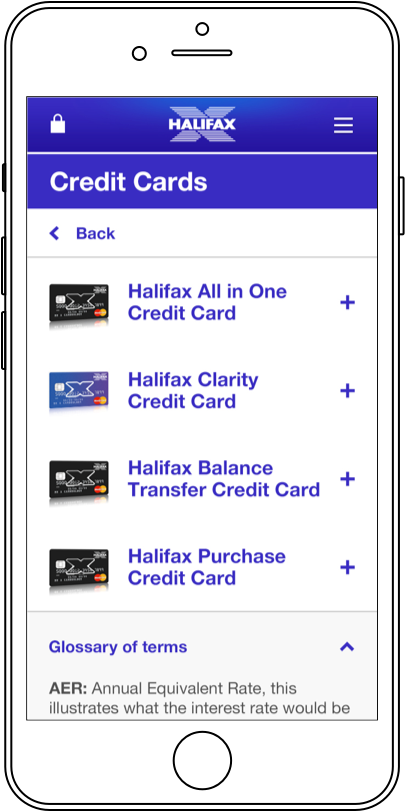 HALIFAX
Credit Cards
Back
Halifax All in One
Credit Card
Halifax Clarity
Credit Card
Halifax Balance
Transfer Credit Card
Halifax Purchase
Credit Card
Glossary of terms
AER: Annual Equivalent Rate, this
illustrates what the interest rate would be